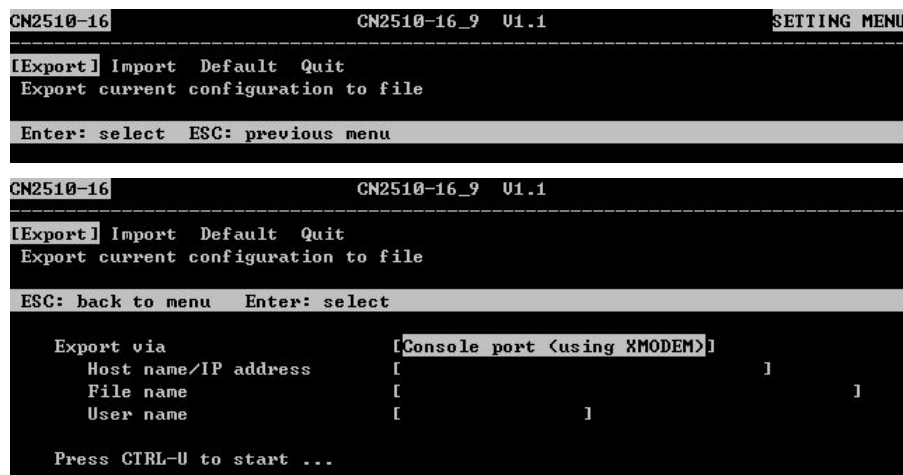 CN2510-16 CN2510-16_9 V1.1 SETTING MENU
[Export] Import Default Quit
Export current configuration to file
Enter: select ESC: previous menu
CN2510-16 CN2510-16_9 V1.1
[Export] Import Default Quit
Export current configuration to file
ESC: back to menu Enter: select
Export via [Console port (using XMODEM)]
Host name/IP address [ ]
File name [ ]
User name [ ]
Press CTRL-U to start ...